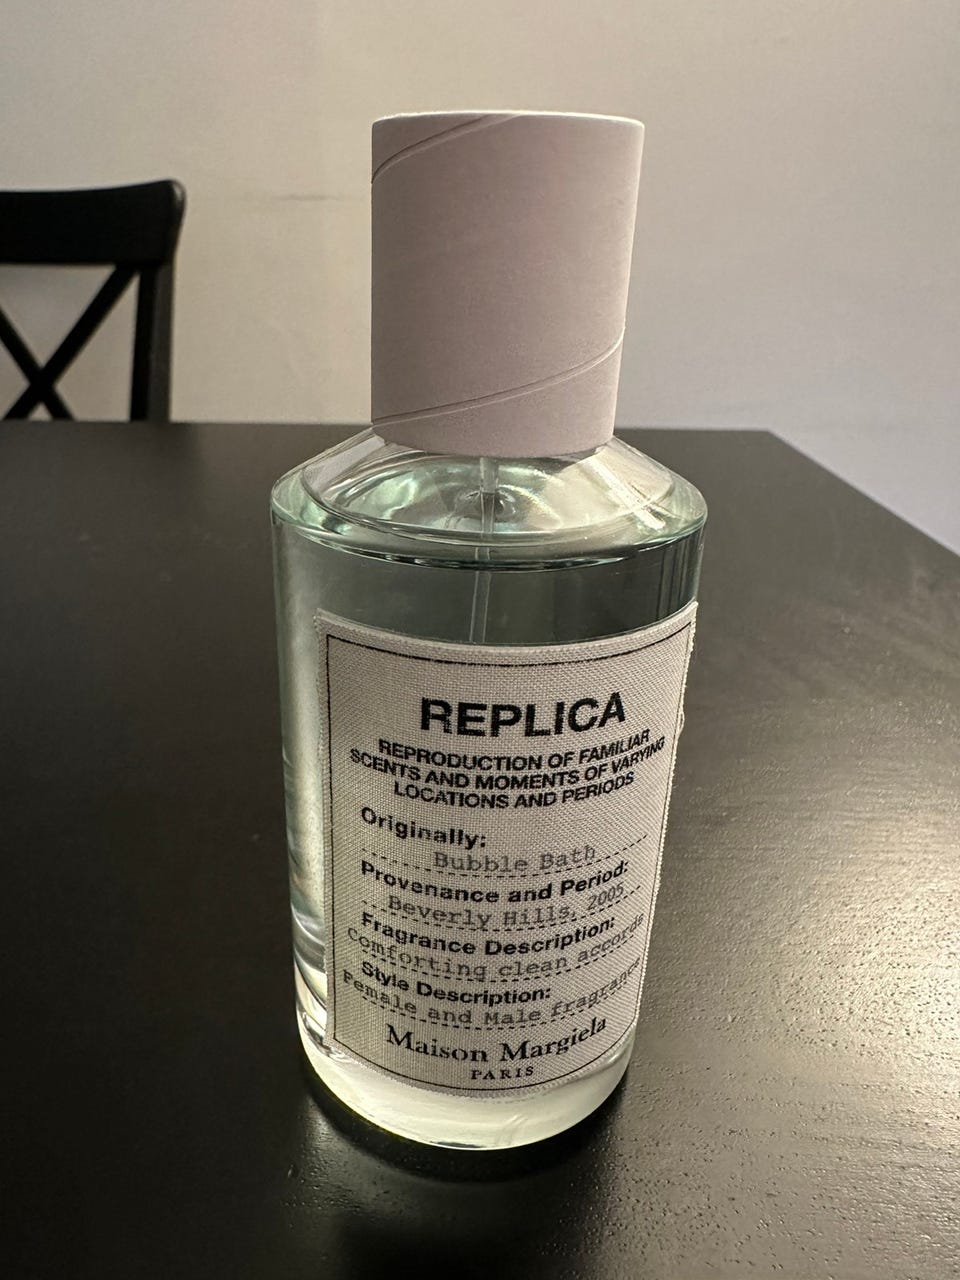 REPLICA
REPRODUCTION OF FAMILIAR
SCENTS AND MOMENTS OF VARYING
LOCATIONS AND PERIODS
Originally:
Bubble Bath
Provenance and Period:
Beverly Hills, 2005
Fragrance Description:
Comforting clean accords
Style Description:
Female and Male fragrance
Maison Margiela
PARIS